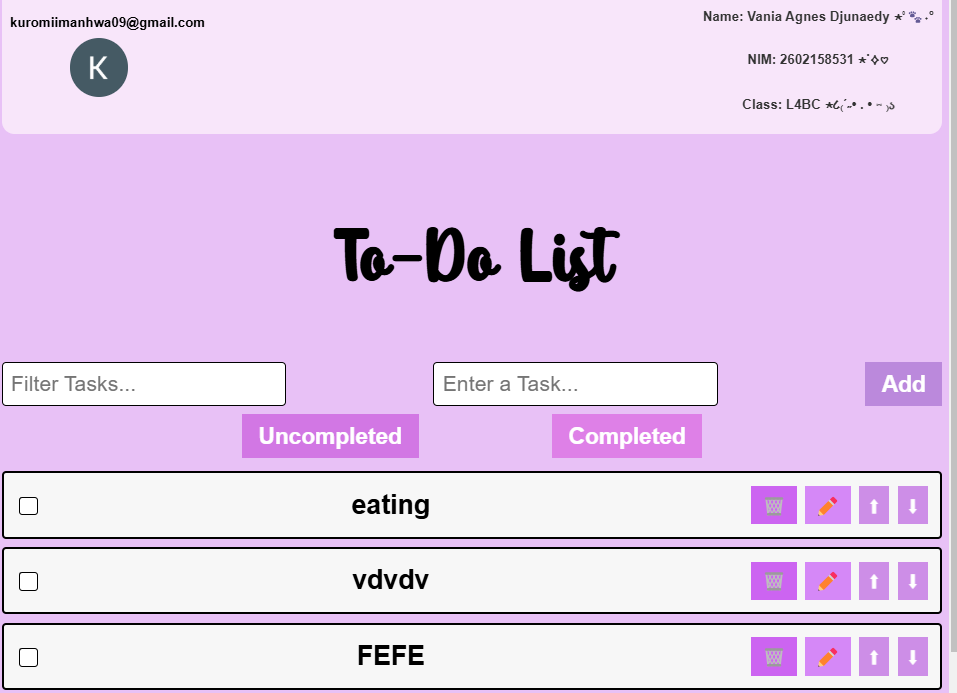 kuromiimanhwa09@gmail.com
K
Name: Vania Agnes Djunaedy ⋆˚🐾˖°
NIM: 2602158531 ⋆˙⟡♡
Class: L4BC ⋆૮₍´˶• . • ⑅ ₎ა
To-Do List
Filter Tasks...
Enter a Task...
Add
Uncompleted
Completed
eating
vdvdv
FEFE